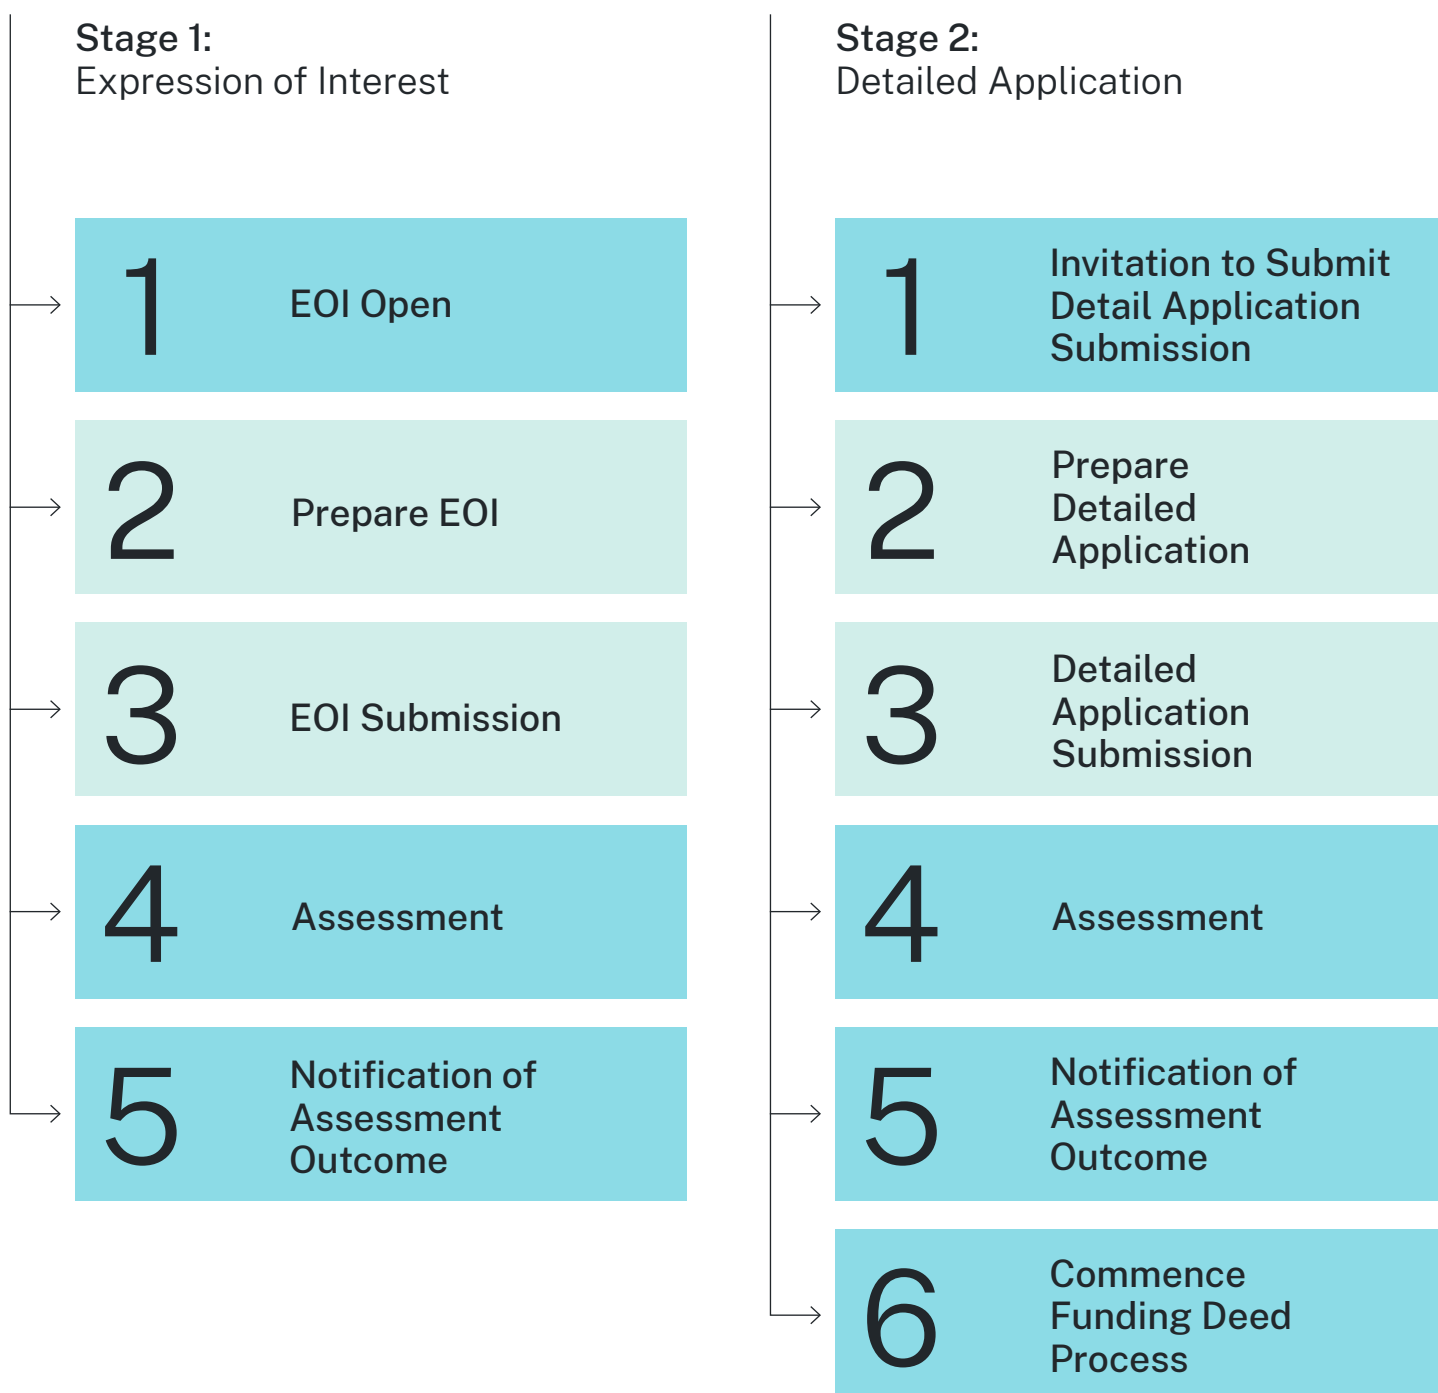 Stage 1:
Expression of Interest
1
EOI Open
2
Prepare EOI
3
EOI Submission
4
Assessment
5
Notification of
Assessment
Outcome
Stage 2:
Detailed Application
1
Invitation to Submit
Detail Application
Submission
2
Prepare
Detailed
Application
3
Detailed
Application
Submission
4
Assessment
5
Notification of
Assessment
Outcome
6
Commence
Funding Deed
Process